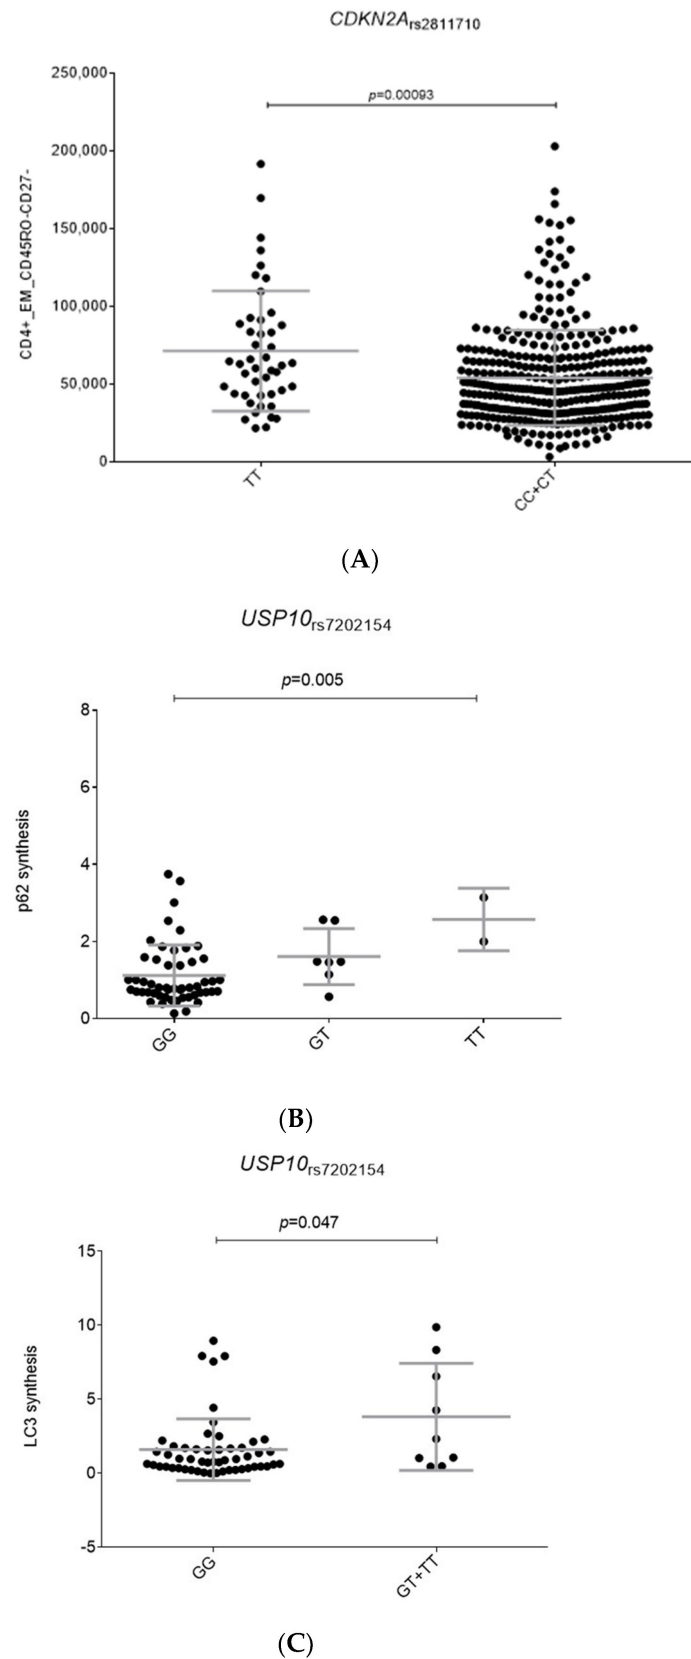 CDKN2Ars2811710
p=0.00093
CD4+_EM_CD45RO-CD27-
250,000
200,000
150,000
100,000
50,000
0
TT
CC+CT
(A)
USP10rs7202154
p=0.005
p62 synthesis
8
6
4
2
0
GG
GT
TT
(B)
USP10rs7202154
p=0.047
LC3 synthesis
15
10
5
0
-5
GG
GT+TT
(C)